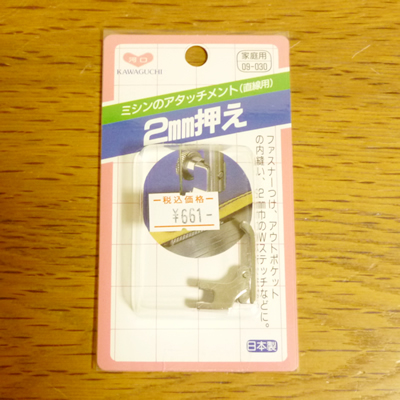 河口
KAWAGUCHI
家庭用
09-030
ミシンのアタッチメント(直線用)
2mm押え
ファスナーつけ、アウトポケット
の内縫い、2mm巾のWステッチなどに。
税込価格
¥661-
日本製